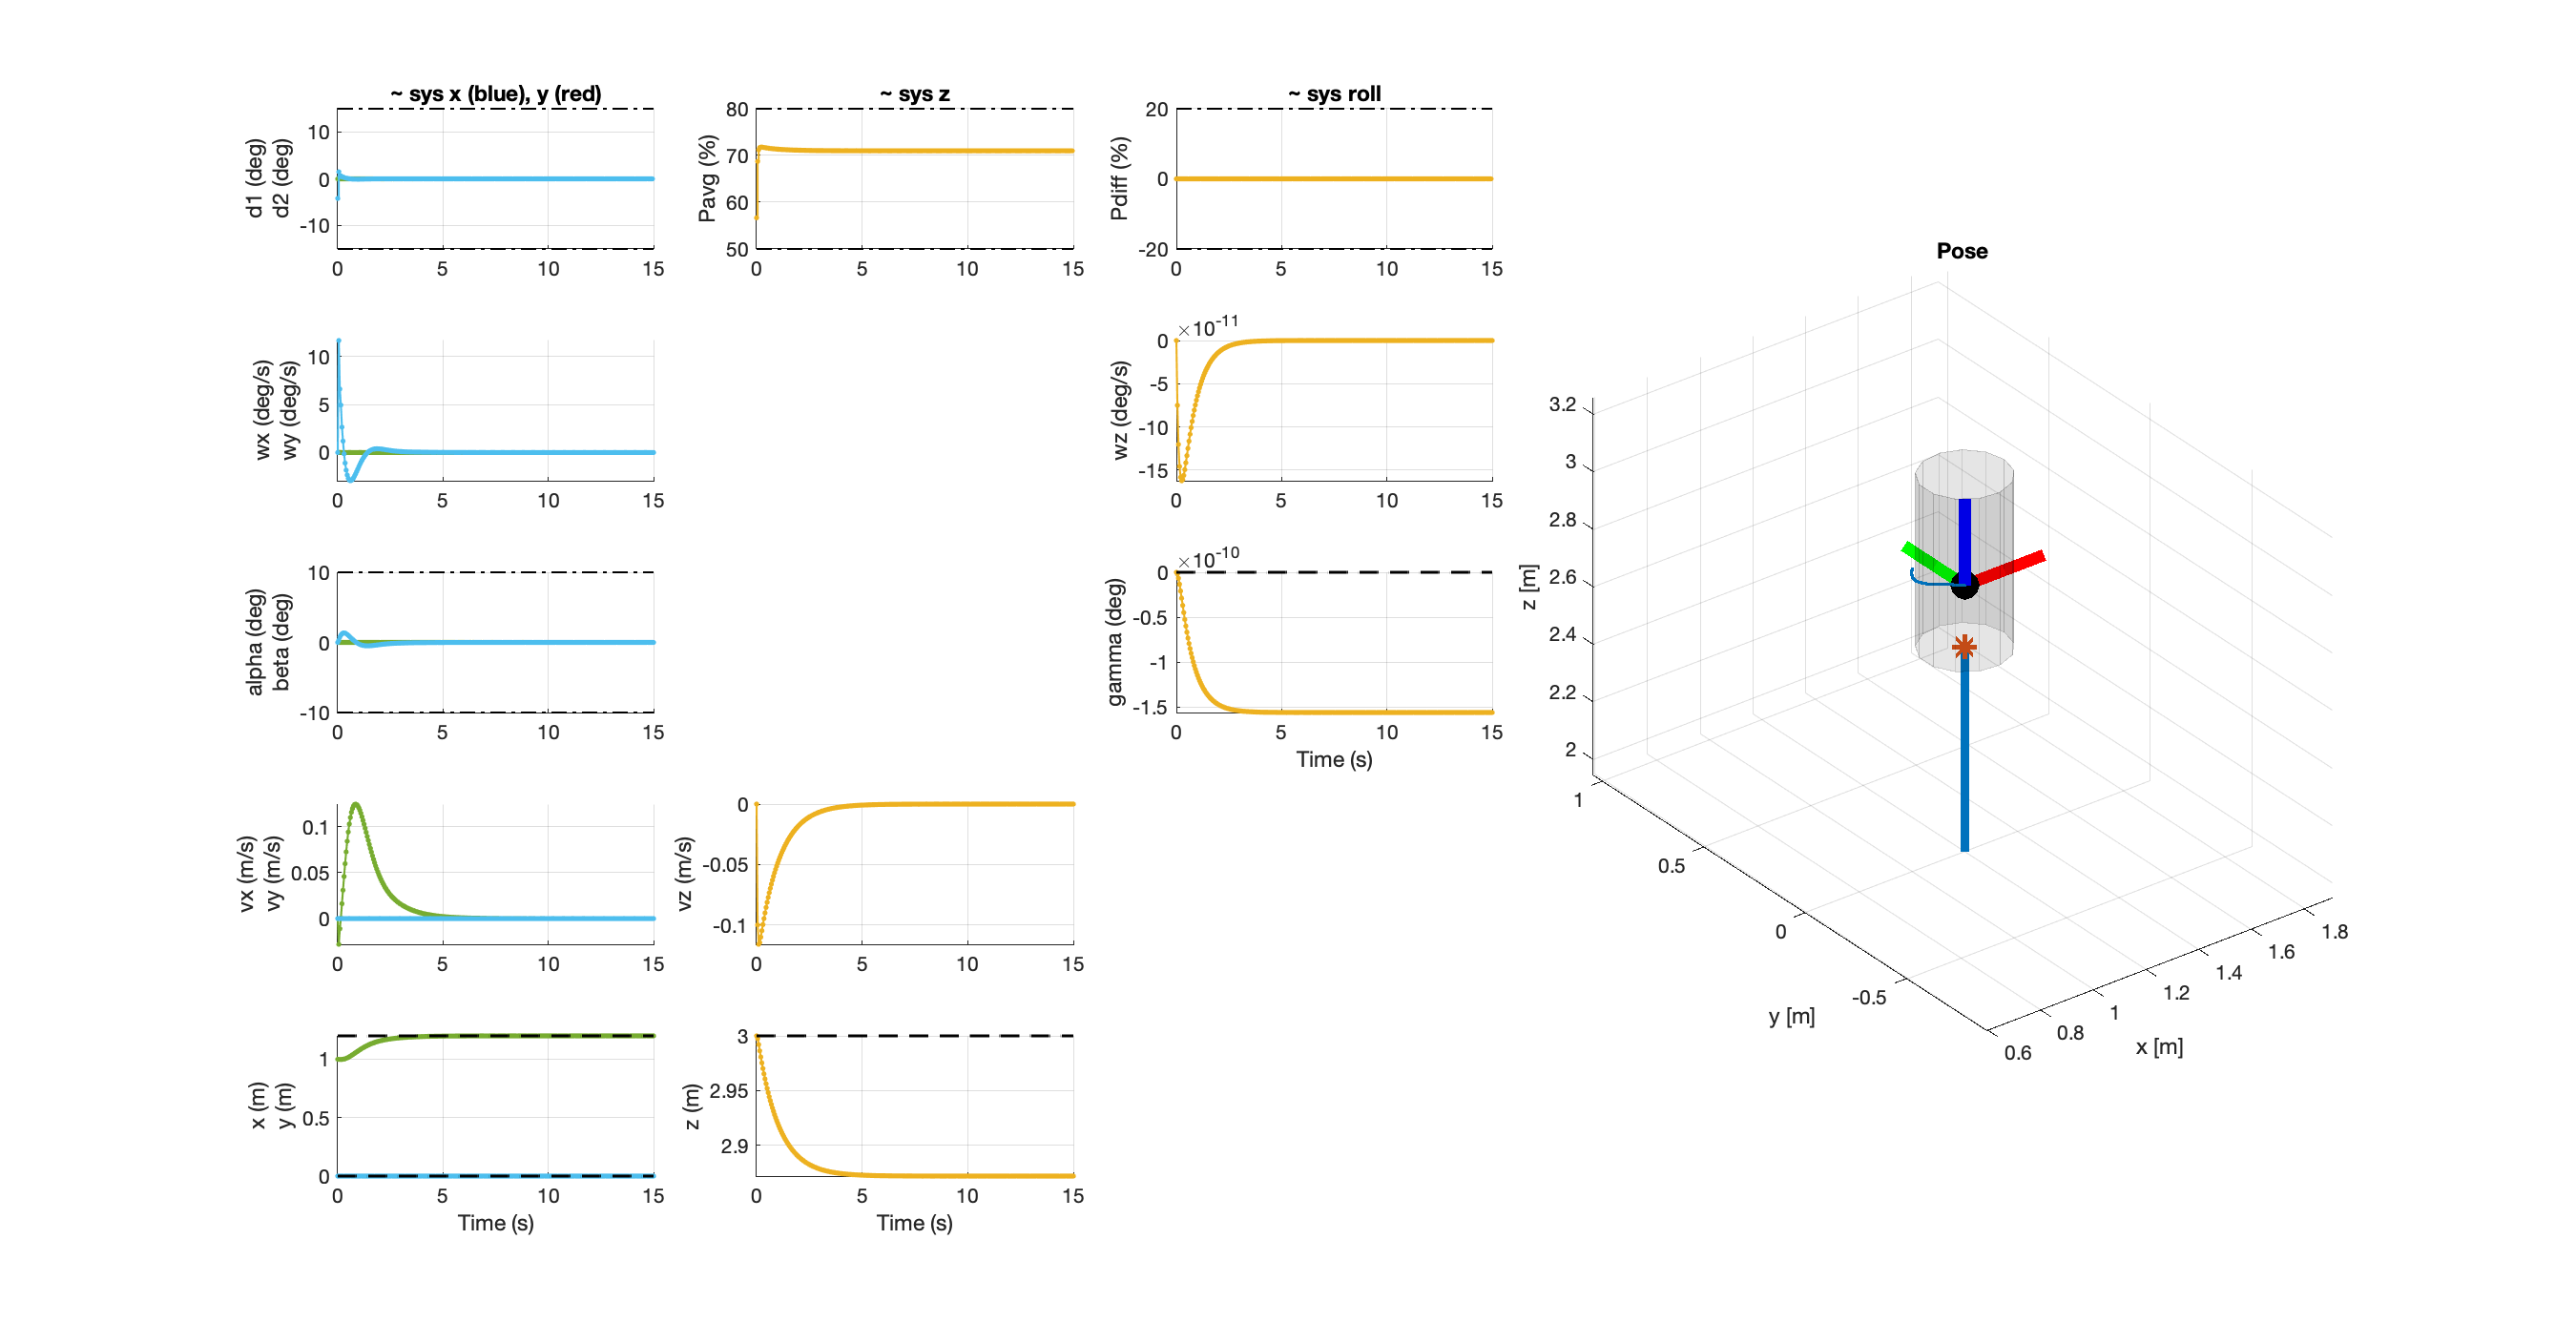 ~ sys x (blue), y (red)
d1 (deg)
d2 (deg)
10
0
-10
0 5 10 15
~ sys z
Pavg (%)
80
70
60
50
0 5 10 15
~ sys roll
Pdiff (%)
20
0
-20
0 5 10 15
wx (deg/s)
wy (deg/s)
10
5
0
0 5 10 15
wz (deg/s)
×10-11
0
-5
-10
-15
0 5 10 15
alpha (deg)
beta (deg)
10
0
-10
0 5 10 15
gamma (deg)
×10-10
0
-0.5
-1
-1.5
0 5 10 15
Time (s)
vx (m/s)
vy (m/s)
0.1
0.05
0
0 5 10 15
vz (m/s)
0
-0.05
-0.1
0 5 10 15
x (m)
y (m)
1
0.5
0
0 5 10 15
Time (s)
z (m)
3
2.95
2.9
0 5 10 15
Time (s)
Pose
z [m]
3.2
3
2.8
2.6
2.4
2.2
2
1
0.5
0
-0.5
y [m]
0.6
0.8
1
1.2
1.4
1.6
1.8
x [m]